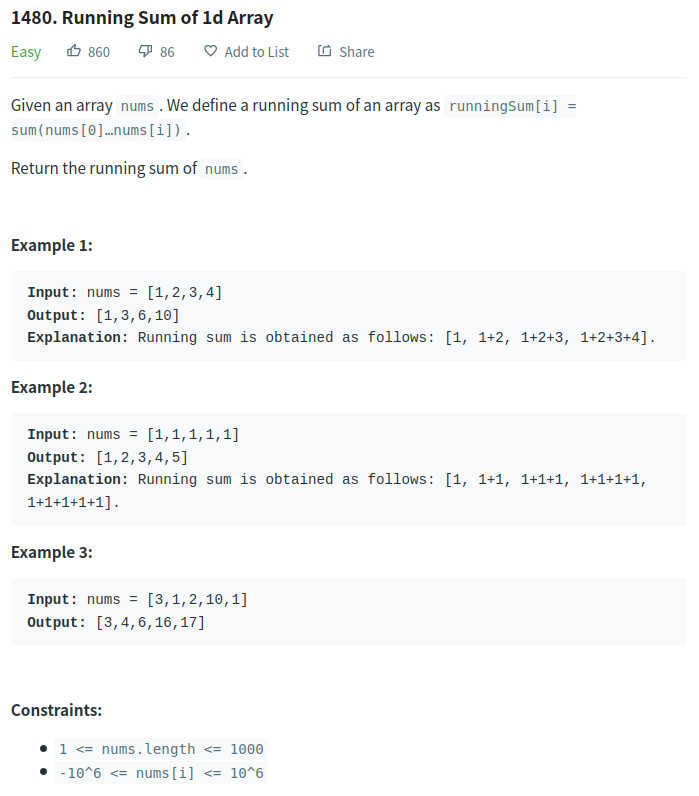 1480. Running Sum of 1d Array
Easy 860 86 Add to List Share
Given an array nums . We define a running sum of an array as runningSum[i] =
sum(nums[0]…nums[i]) .
Return the running sum of nums .
Example 1:
Input: nums = [1,2,3,4]
Output: [1,3,6,10]
Explanation: Running sum is obtained as follows: [1, 1+2, 1+2+3, 1+2+3+4].
Example 2:
Input: nums = [1,1,1,1,1]
Output: [1,2,3,4,5]
Explanation: Running sum is obtained as follows: [1, 1+1, 1+1+1, 1+1+1+1,
1+1+1+1+1].
Example 3:
Input: nums = [3,1,2,10,1]
Output: [3,4,6,16,17]
Constraints:
• 1 <= nums.length <= 1000
• -10^6 <= nums[i] <= 10^6